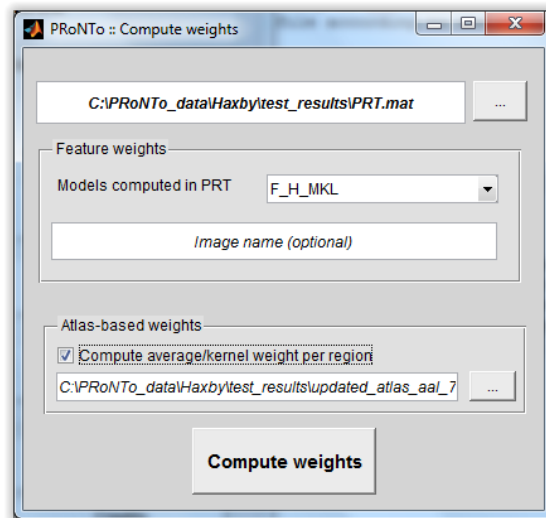 PRoNTo :: Compute weights
C:\PRoNTo_data\Haxby\test_results\PRT.mat
...
Feature weights
Models computed in PRT
F_H_MKL
Image name (optional)
Atlas-based weights
Compute average/kernel weight per region
C:\PRoNTo_data\Haxby\test_results\updated_atlas_aal_7
...
Compute weights